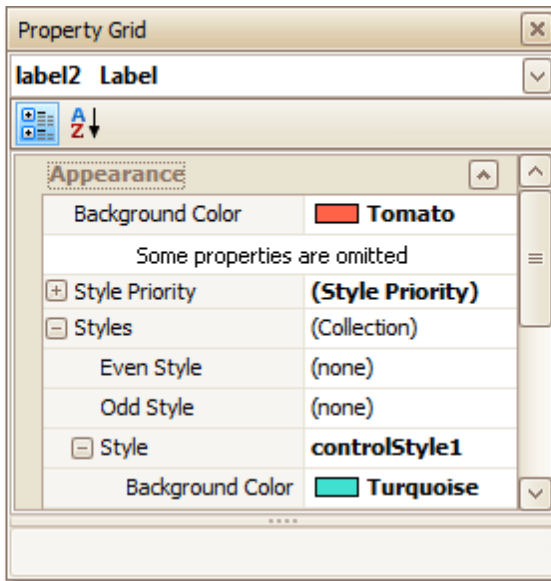 Property Grid
label2 Label
A
Z
Appearance
Background Color Tomato
Some properties are omitted
Style Priority (Style Priority)
Styles (Collection)
Even Style (none)
Odd Style (none)
Style controlStyle1
Background Color Turquoise